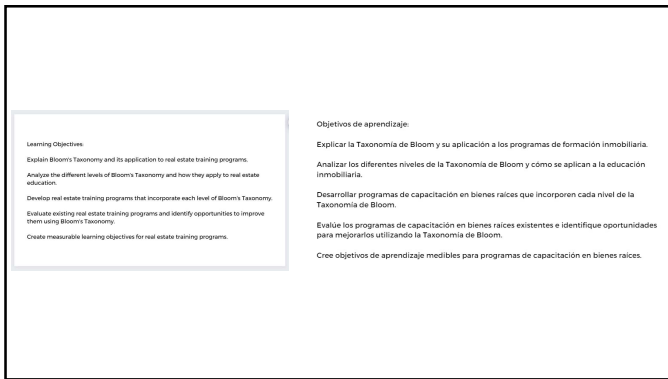 Learning Objectives:
Explain Bloom's Taxonomy and its application to real estate training programs.
Analyze the different levels of Bloom's Taxonomy and how they apply to real estate
education.
Develop real estate training programs that incorporate each level of Bloom's Taxonomy.
Evaluate existing real estate training programs and identify opportunities to improve
them using Bloom's Taxonomy.
Create measurable learning objectives for real estate training programs.
Objetivos de aprendizaje:
Explicar la Taxonomía de Bloom y su aplicación a los programas de formación inmobiliaria.
Analizar los diferentes niveles de la Taxonomía de Bloom y cómo se aplican a la educación
inmobiliaria.
Desarrollar programas de capacitación en bienes raíces que incorporen cada nivel de la
Taxonomía de Bloom.
Evalúe los programas de capacitación en bienes raíces existentes e identifique oportunidades
para mejorarlos utilizando la Taxonomía de Bloom.
Cree objetivos de aprendizaje medibles para programas de capacitación en bienes raíces.